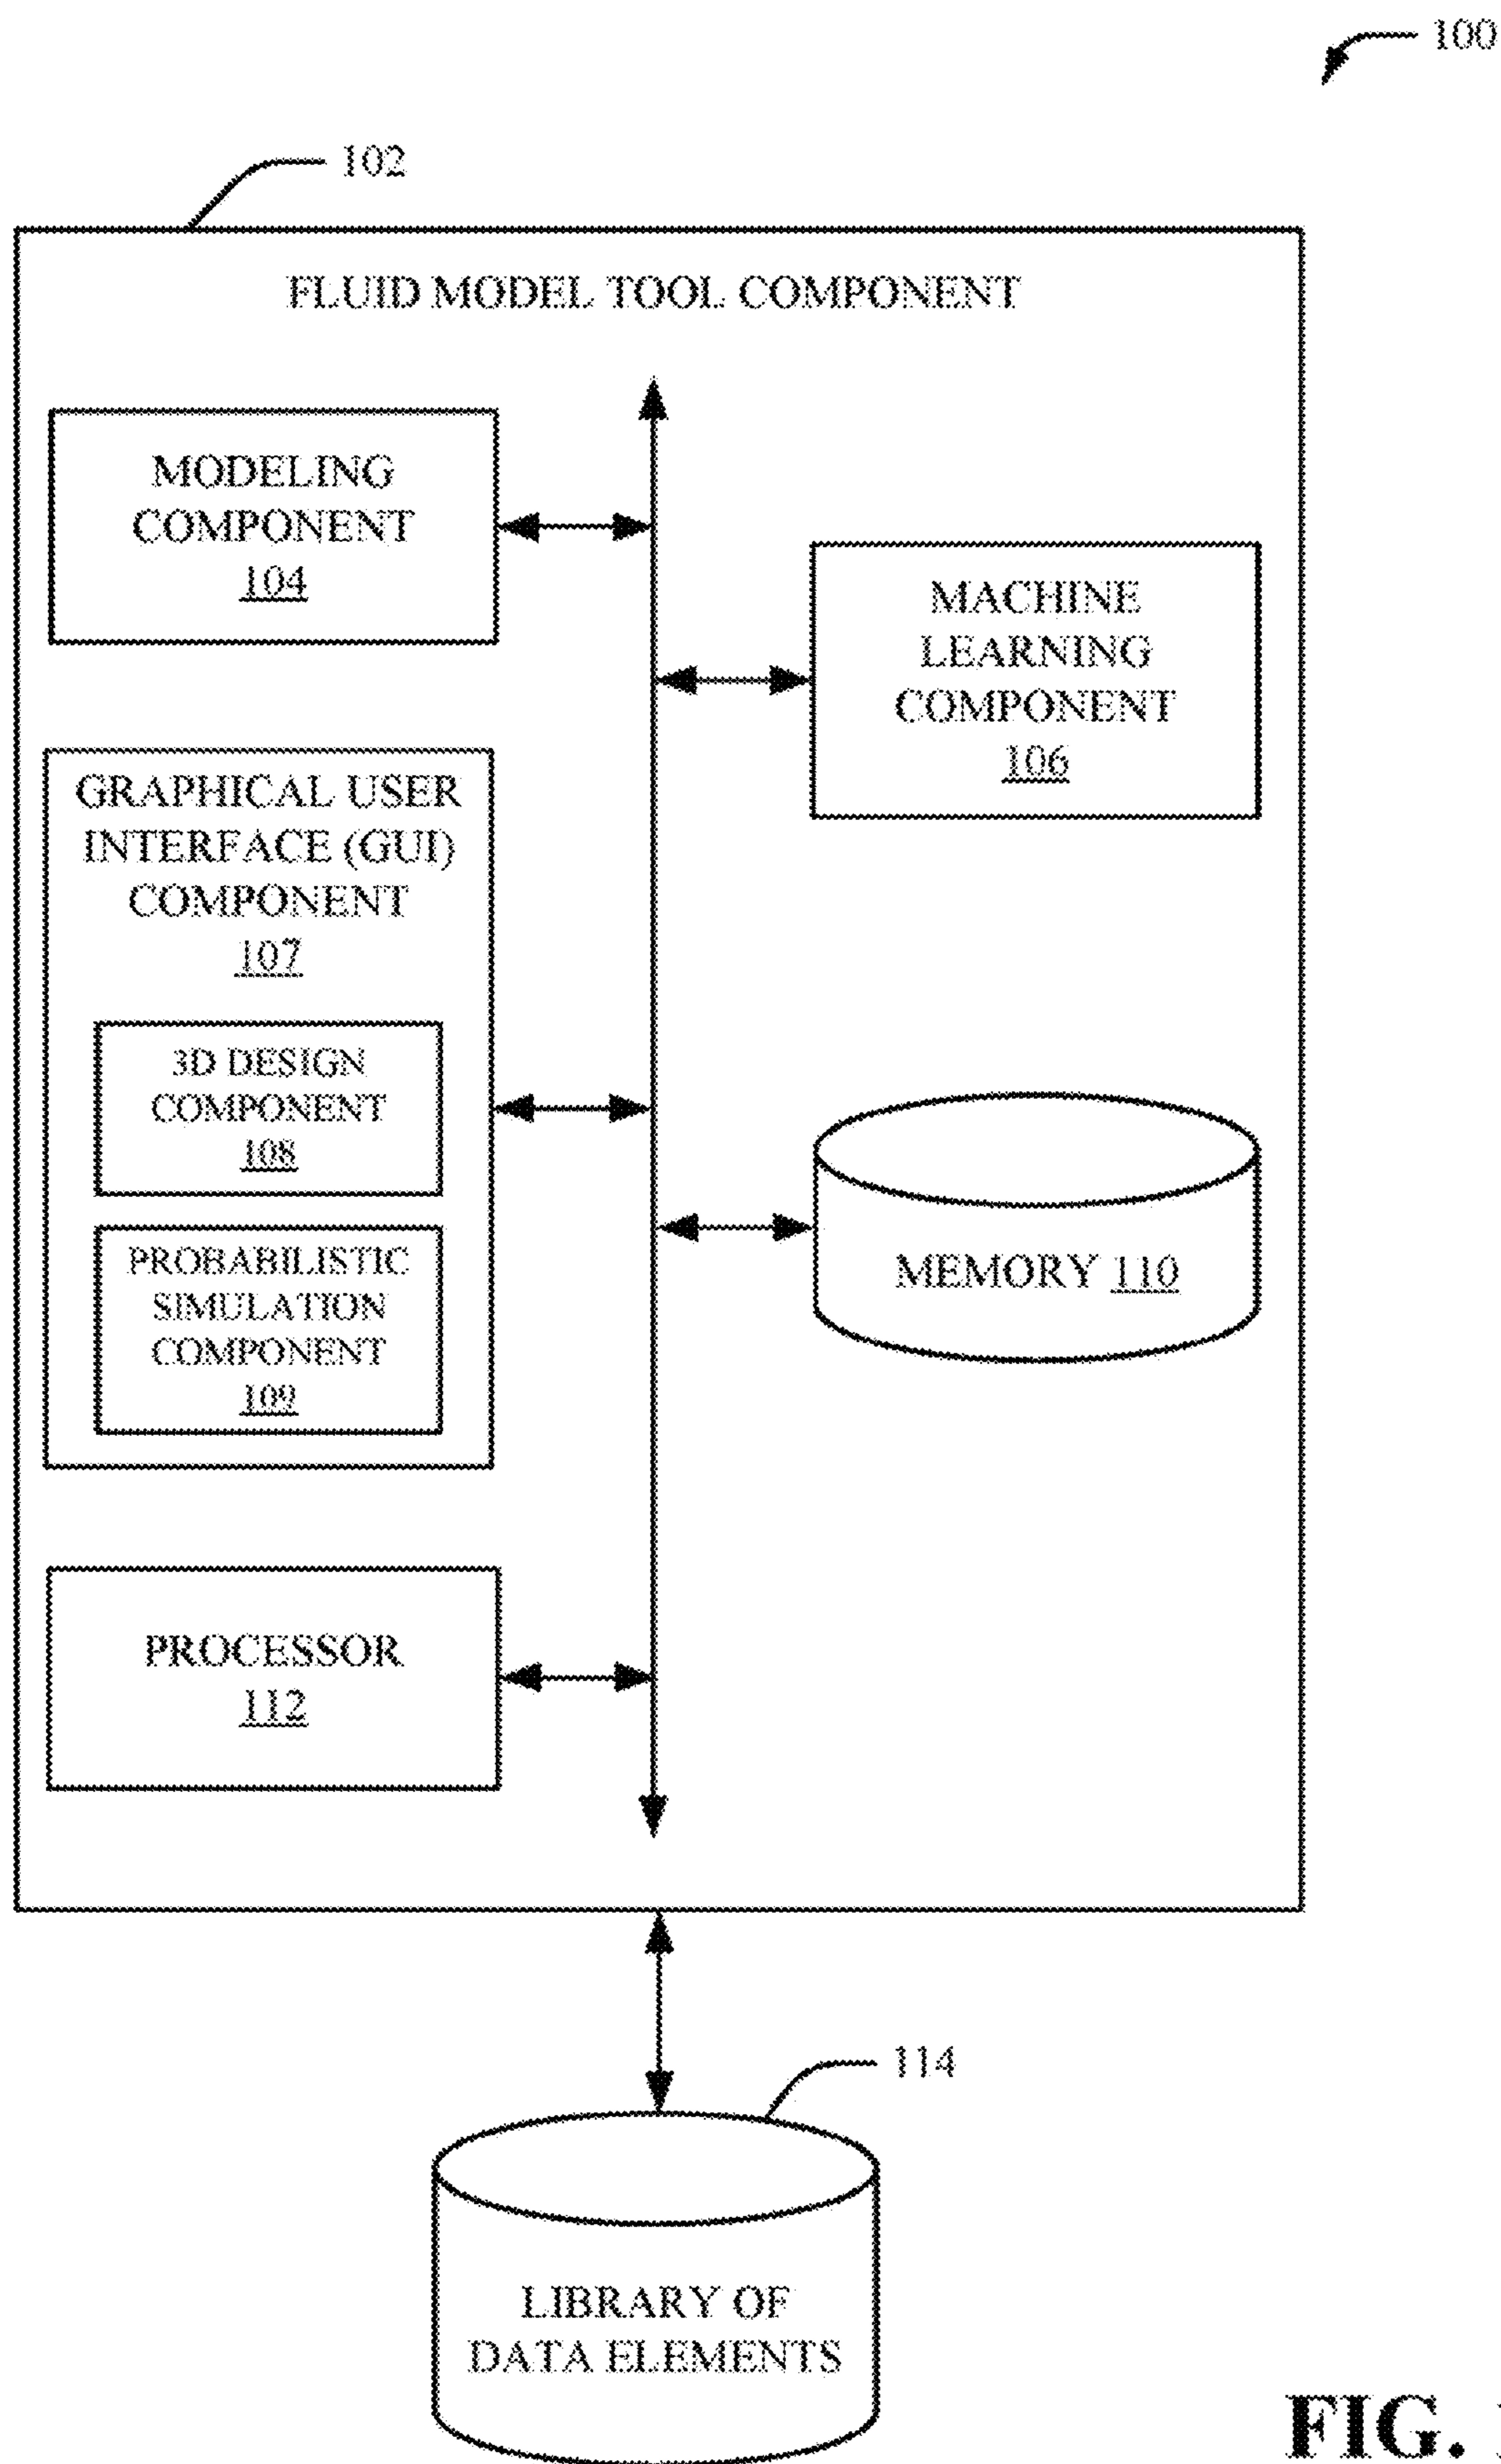 100
102
FLUID MODEL TOOL COMPONENT
MODELING
COMPONENT
104
MACHINE
LEARNING
COMPONENT
106
GRAPHICAL USER
INTERFACE (GUI)
COMPONENT
107
3D DESIGN
COMPONENT
108
PROBABILISTIC
SIMULATION
COMPONENT
109
MEMORY 110
PROCESSOR
112
114
LIBRARY OF
DATA ELEMENTS
FIG.